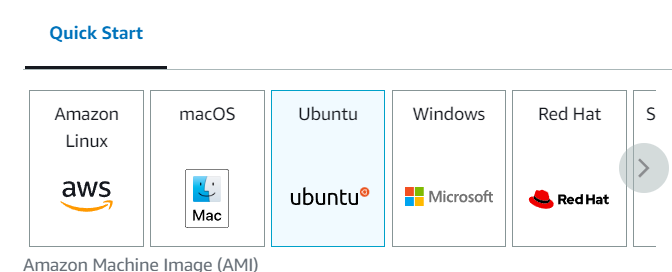 Quick Start
Amazon Linux
macOS
Ubuntu
Windows
Red Hat
S
aws
Mac
ubuntu
Microsoft
Red Hat
Amazon Machine Image (AMI)